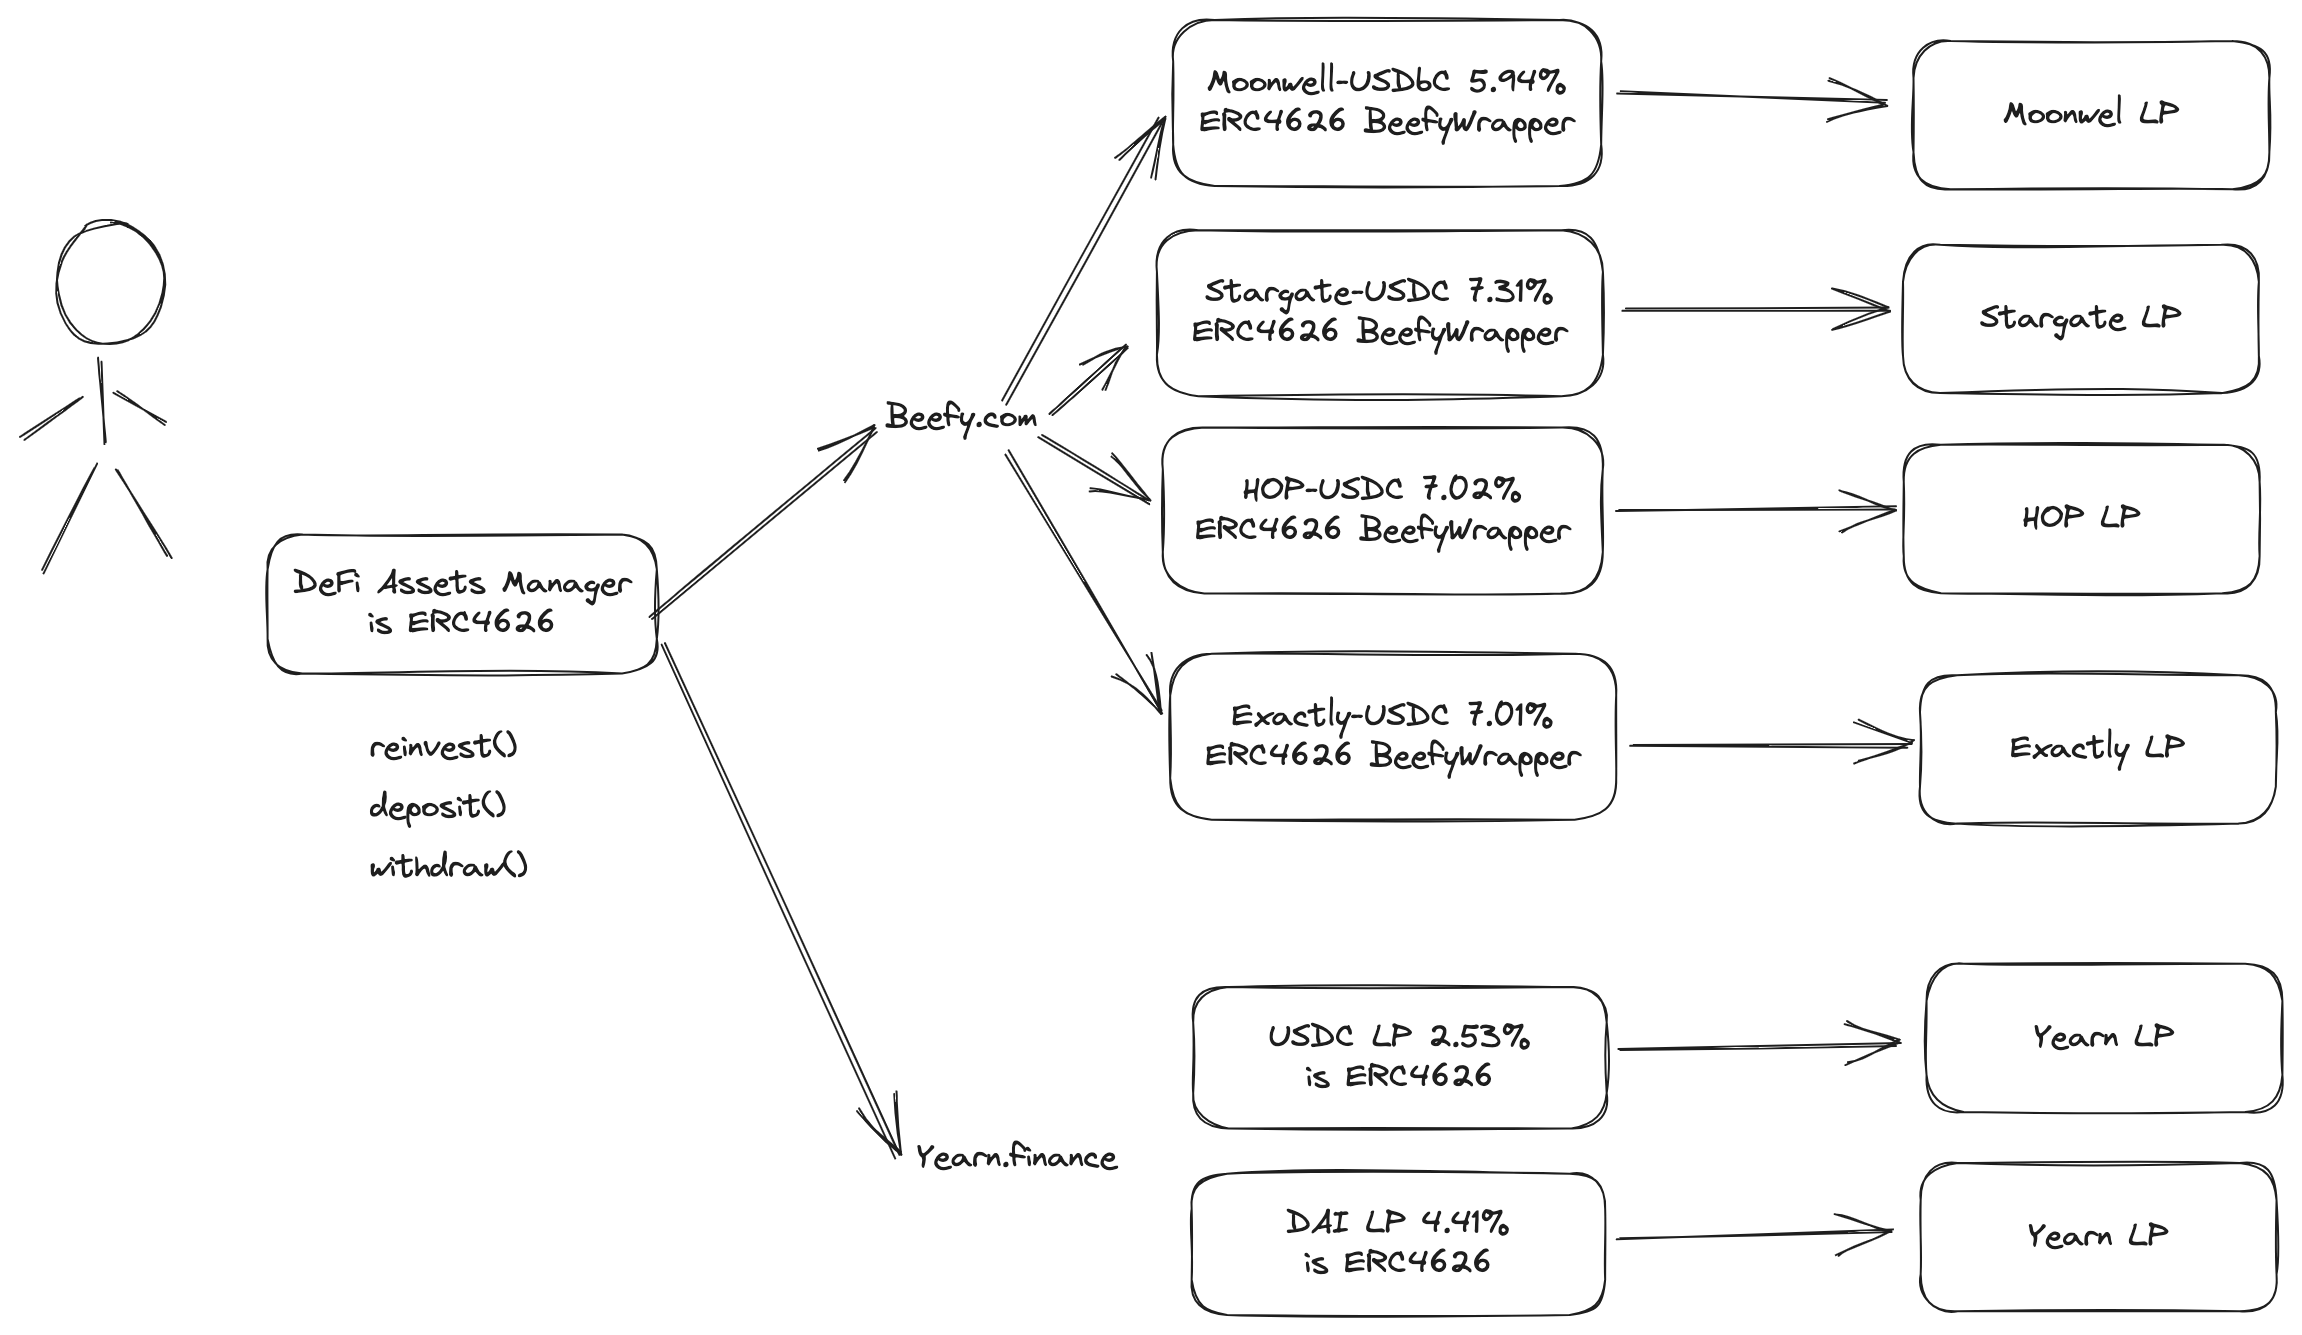 Moonwell-USDbC 5.94%
ERC4626 BeefyWrapper
Moonwel LP
Stargate-USDC 7.31%
ERC4626 BeefyWrapper
Stargate LP
Beefy.com
HOP-USDC 7.02%
ERC4626 BeefyWrapper
HOP LP
DeFi Assets Manager
is ERC4626
Exactly-USDC 7.01%
ERC4626 BeefyWrapper
Exactly LP
reinvest()
deposit()
withdraw()
USDC LP 2.53%
is ERC4626
Yearn LP
Yearn.finance
DAI LP 4.41%
is ERC4626
Yearn LP